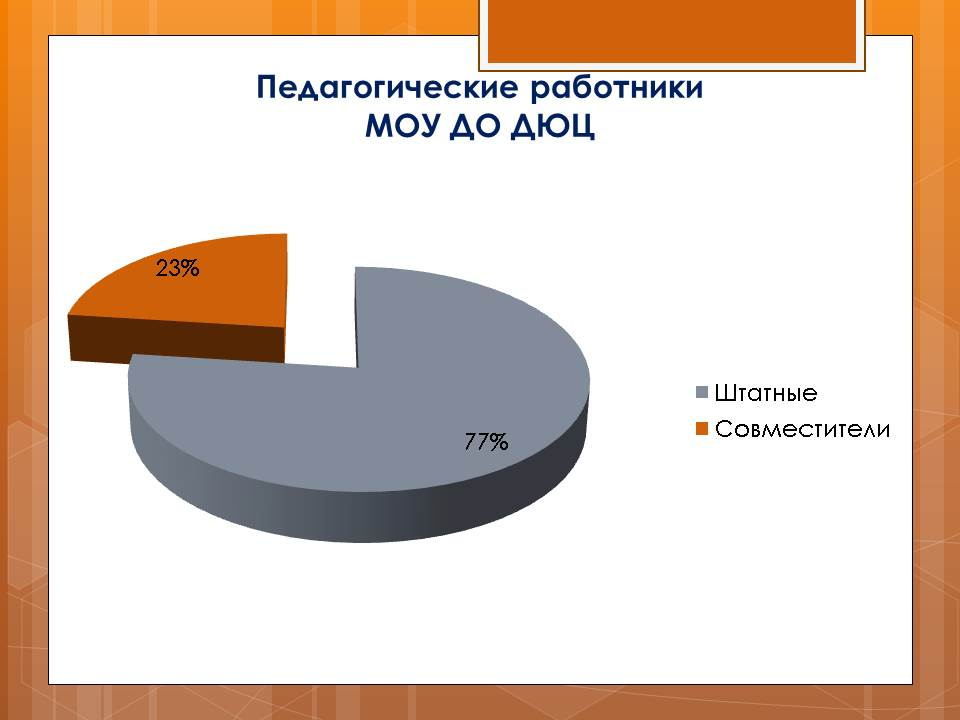 Педагогические работники
МОУ ДО ДЮЦ
23%
77%
Штатные
Совместители